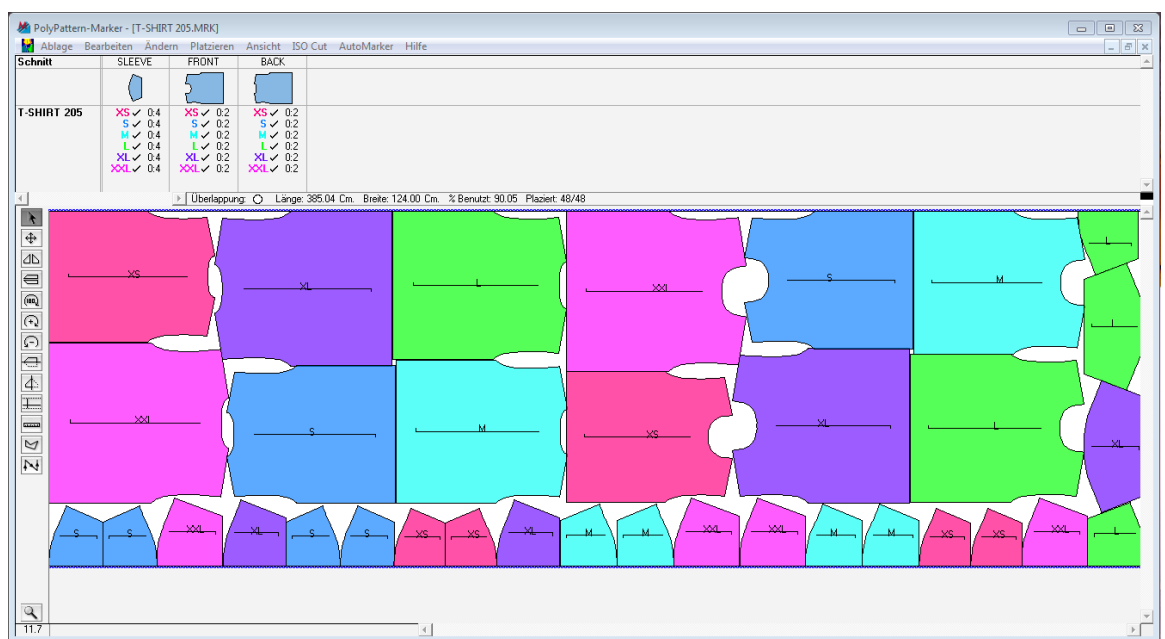 PolyPattern-Marker - [T-SHIRT 205.MRK]
Ablage Bearbeiten Ändern Platzieren Ansicht ISO Cut AutoMarker Hilfe
Schnitt SLEEVE FRONT BACK
T-SHIRT 205 XS ✓ 0:4 XS ✓ 0:2 XS ✓ 0:2
S ✓ 0:4 S ✓ 0:2 S ✓ 0:2
M ✓ 0:4 M ✓ 0:2 M ✓ 0:2
L ✓ 0:4 L ✓ 0:2 L ✓ 0:2
XL ✓ 0:4 XL ✓ 0:2 XL ✓ 0:2
XXL ✓ 0:4 XXL ✓ 0:2 XXL ✓ 0:2
Überlappung: Länge: 385.04 Cm. Breite: 124.00 Cm. % Benutzt: 90.05 Plaziert: 48/48
XS XL L XXL S M L
L
XXL S M XS XL L XL
S S XXL XL S S XS XS XL M M XXL XXL M M XS XS XXL L
11.7